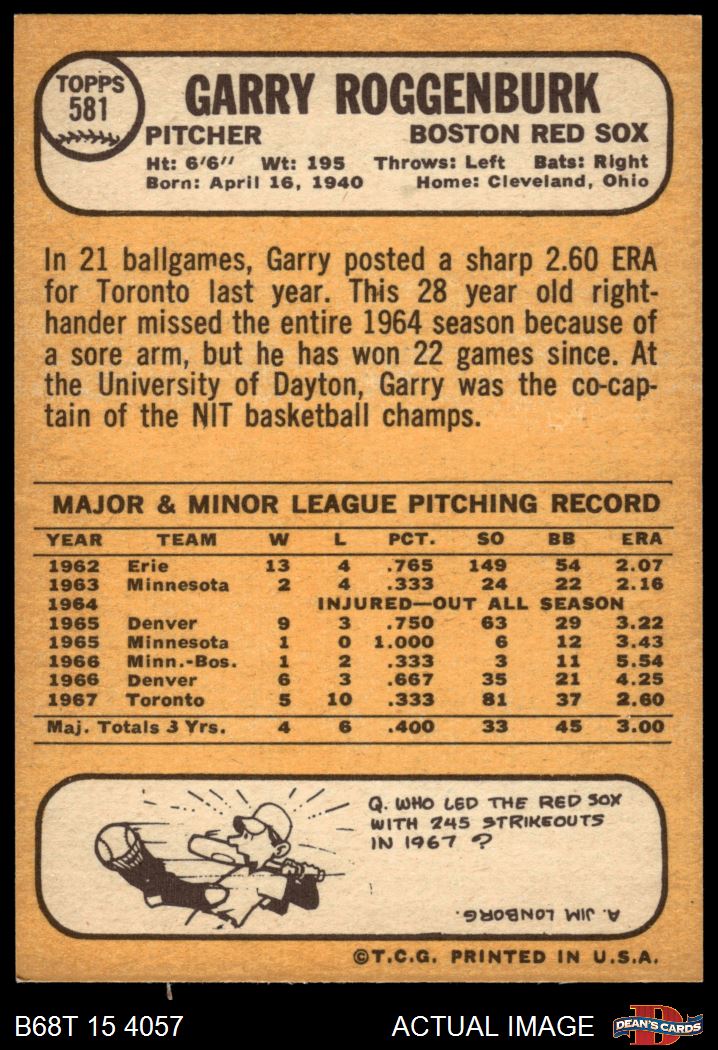 TOPPS
581
GARRY ROGGENBURK
PITCHER BOSTON RED SOX
Ht: 6'6" Wt: 195 Throws: Left Bats: Right
Born: April 16, 1940 Home: Cleveland, Ohio
In 21 ballgames, Garry posted a sharp 2.60 ERA
for Toronto last year. This 28 year old right-
hander missed the entire 1964 season because of
a sore arm, but he has won 22 games since. At
the University of Dayton, Garry was the co-cap-
tain of the NIT basketball champs.
MAJOR & MINOR LEAGUE PITCHING RECORD
YEAR TEAM W L PCT. SO BB ERA
1962 Erie 13 4 .765 149 54 2.07
1963 Minnesota 2 4 .333 24 22 2.16
1964 INJURED—OUT ALL SEASON
1965 Denver 9 3 .750 63 29 3.22
1965 Minnesota 1 0 1.000 6 12 3.43
1966 Minn.-Bos. 1 2 .333 3 11 5.54
1966 Denver 6 3 .667 35 21 4.25
1967 Toronto 5 10 .333 81 37 2.60
Maj. Totals 3 Yrs. 4 6 .400 33 45 3.00
Q. WHO LED THE RED SOX
WITH 245 STRIKEOUTS
IN 1967 ?
A. JIM LONBORG.
©T.C.G. PRINTED IN U.S.A.
B68T 15 4057 ACTUAL IMAGE DEAN'S CARDS